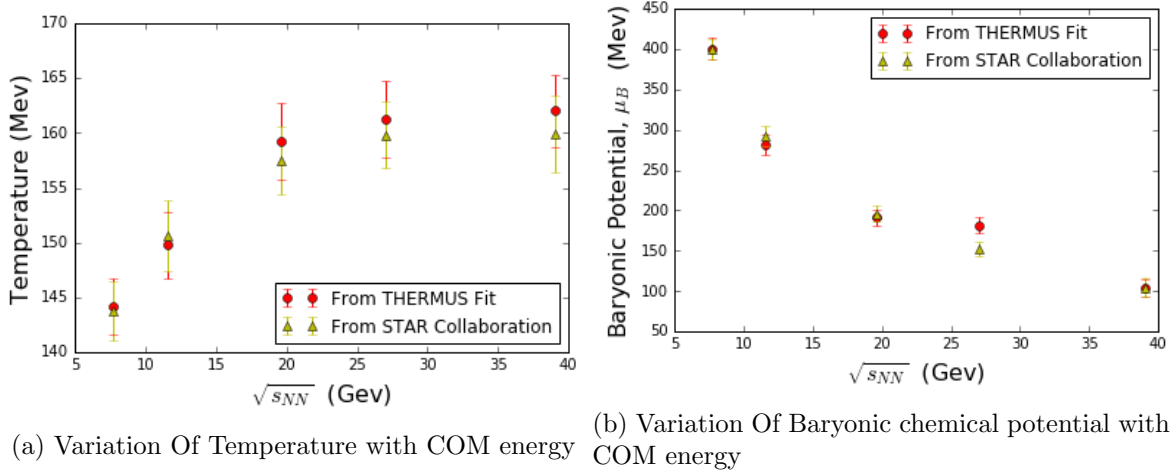 170
165
160
155
150
145
140
Temperature (Mev)
From THERMUS Fit
From STAR Collaboration
5 10 15 20 25 30 35 40
√s_NN (Gev)
(a) Variation Of Temperature with COM energy
450
400
350
300
250
200
150
100
50
Baryonic Potential, μ_B (Mev)
From THERMUS Fit
From STAR Collaboration
5 10 15 20 25 30 35 40
√s_NN (Gev)
(b) Variation Of Baryonic chemical potential with
COM energy